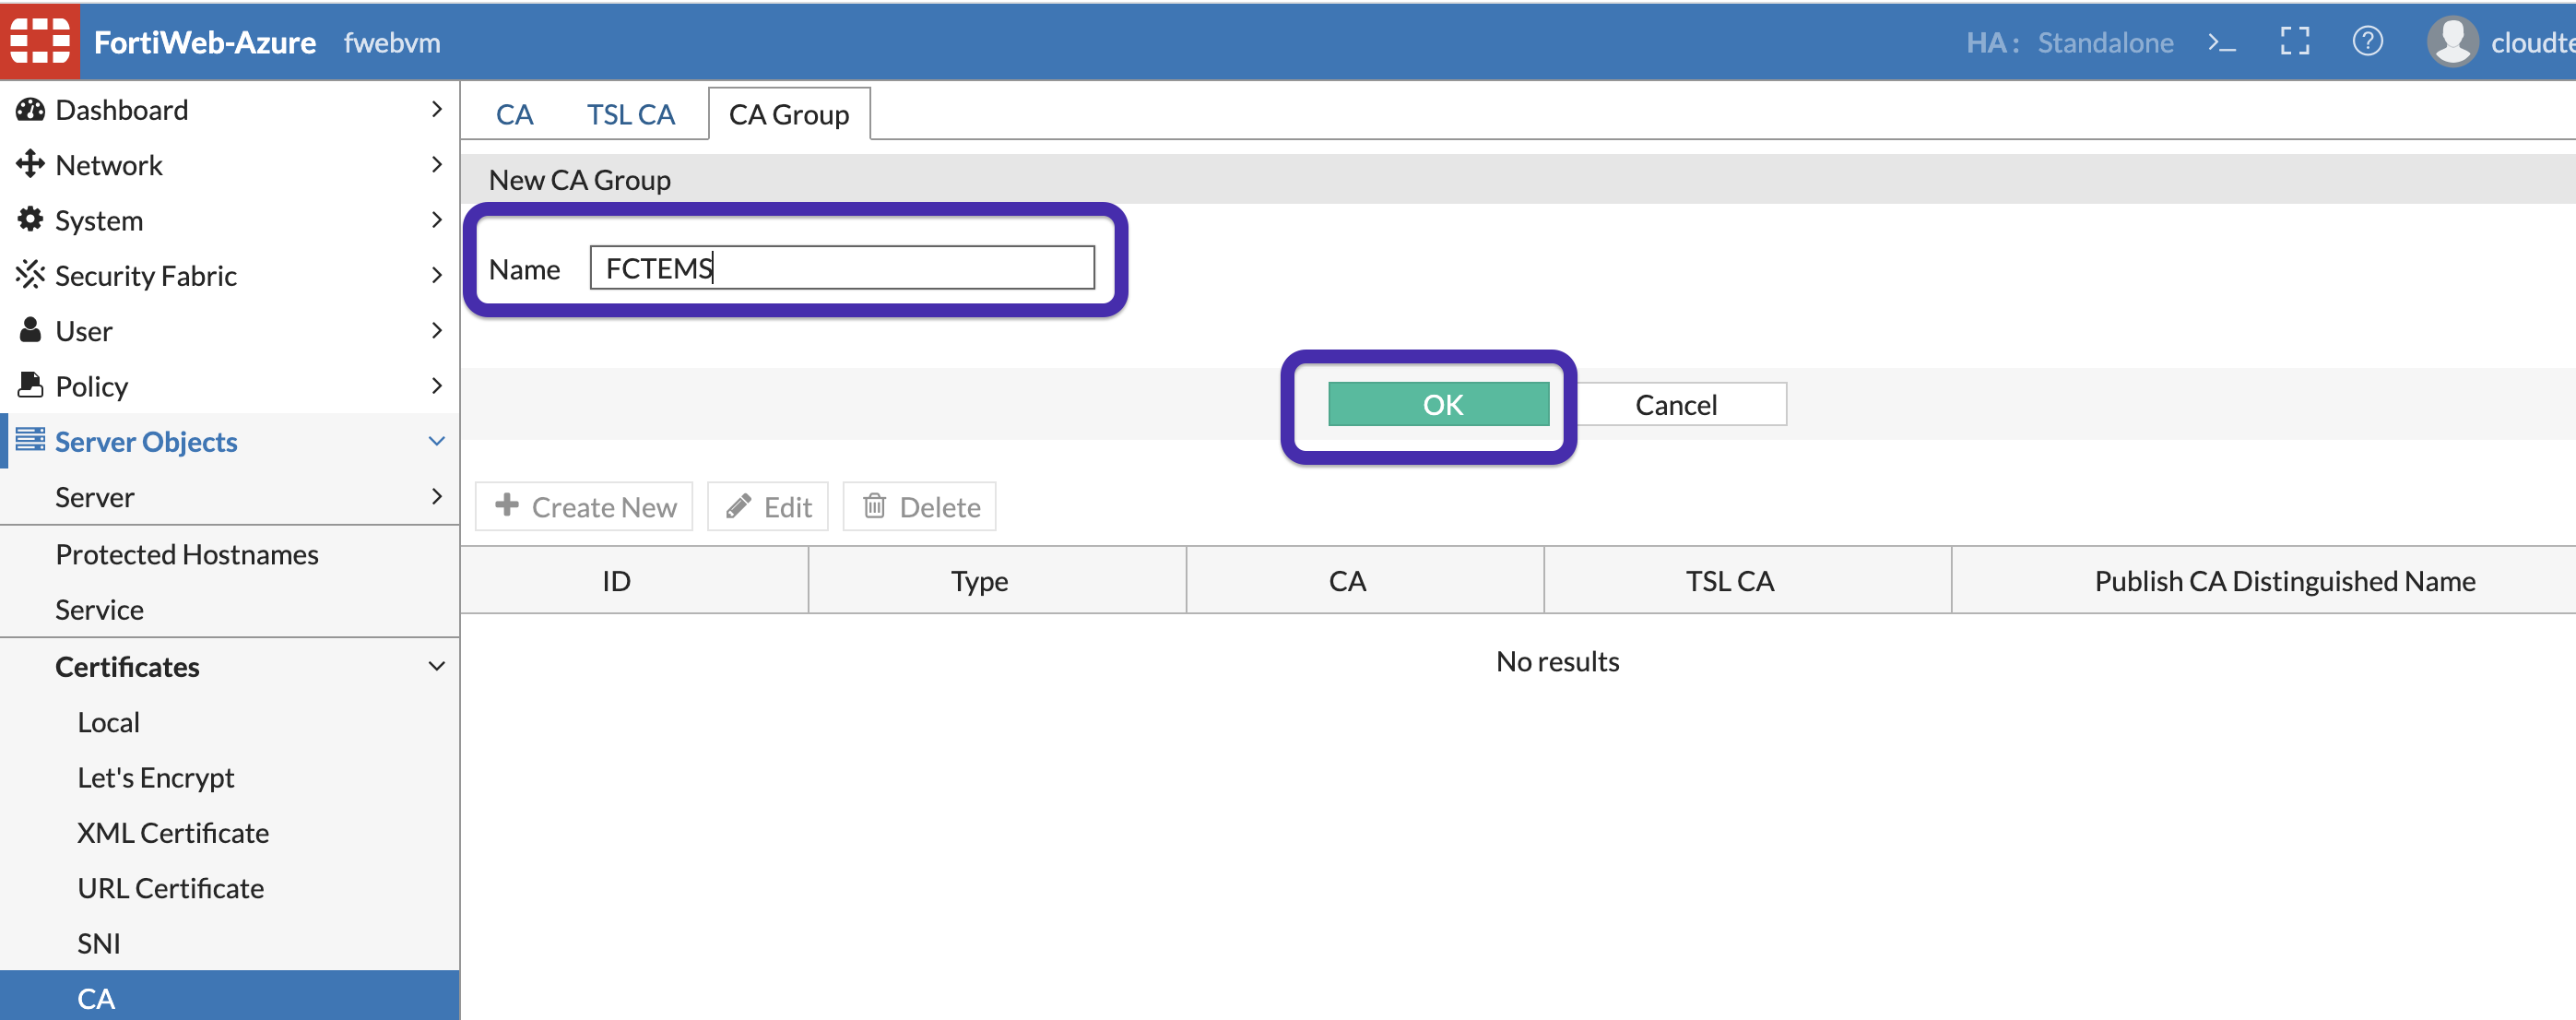 FortiWeb-Azure fwebvm HA: Standalone >_ cloudte
Dashboard
Network
System
Security Fabric
User
Policy
Server Objects
Server
Protected Hostnames
Service
Certificates
Local
Let's Encrypt
XML Certificate
URL Certificate
SNI
CA
CA TSL CA CA Group
New CA Group
Name FCTEMS
OK Cancel
Create New Edit Delete
ID Type CA TSL CA Publish CA Distinguished Name
No results